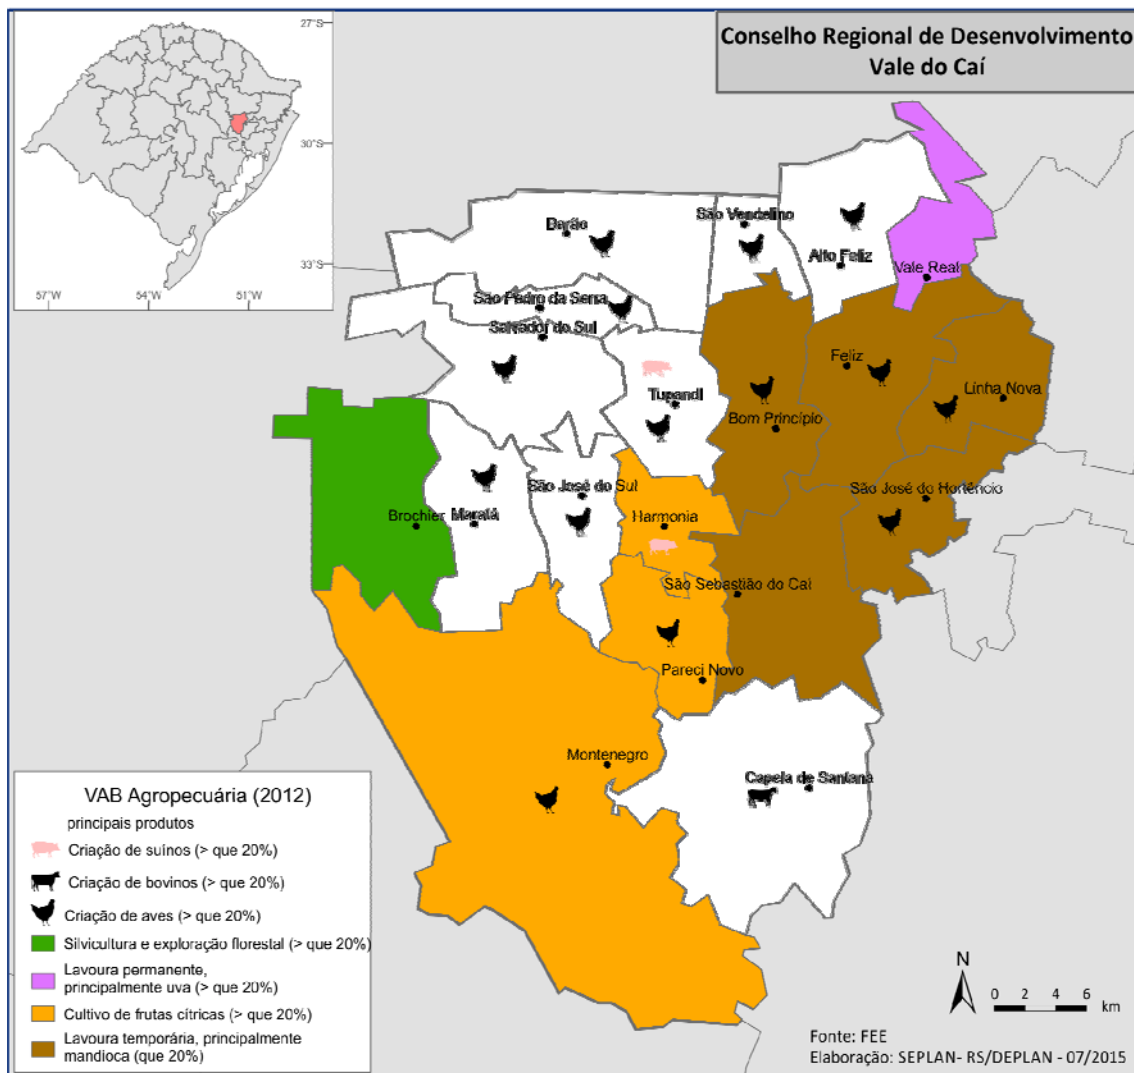 Conselho Regional de Desenvolvimento
Vale do Caí
27°S
30°S
33°S
57°W
54°W
51°W
Barão
São Vendelino
Alto Feliz
Vale Real
São Pedro da Serra
Salvador do Sul
Tupandi
Feliz
Linha Nova
Bom Princípio
São José do Hortêncio
São José do Sul
Brochier
Maratá
Harmonia
São Sebastião do Caí
Pareci Novo
Montenegro
Capela de Santana
VAB Agropecuária (2012)
principais produtos
Criação de suínos (> que 20%)
Criação de bovinos (> que 20%)
Criação de aves (> que 20%)
Silvicultura e exploração florestal (> que 20%)
Lavoura permanente,
principalmente uva (> que 20%)
Cultivo de frutas cítricas (> que 20%)
Lavoura temporária, principalmente
mandioca (que 20%)
N
0 2 4 6
km
Fonte: FEE
Elaboração: SEPLAN- RS/DEPLAN - 07/2015